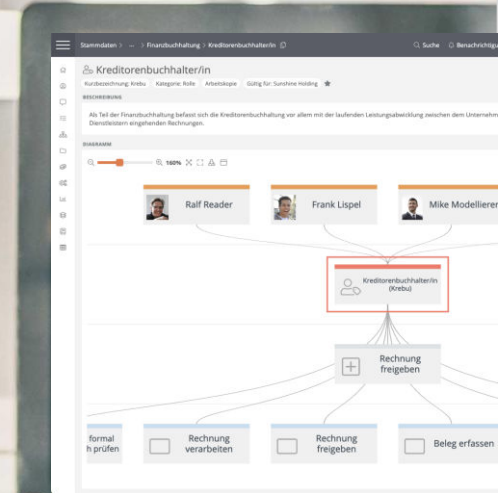 Stammdaten > ... > Finanzbuchhaltung > Kreditorenbuchhalter/in
Suche
Benachrichtigu
Kreditorenbuchhalter/in
Kurzbezeichnung: Krebu
Kategorie: Rolle
Arbeitskopie
Gültig für: Sunshine Holding
BESCHREIBUNG
Als Teil der Finanzbuchhaltung befasst sich die Kreditorenbuchhaltung vor allem mit der laufenden Leistungsabwicklung zwischen dem Unternehm
Dienstleistern eingehenden Rechnungen.
DIAGRAMM
160%
Ralf Reader
Frank Lispel
Mike Modellierer
Kreditorenbuchhalter/in
(Krebu)
Rechnung
freigeben
formal
h prüfen
Rechnung
verarbeiten
Rechnung
freigeben
Beleg erfassen